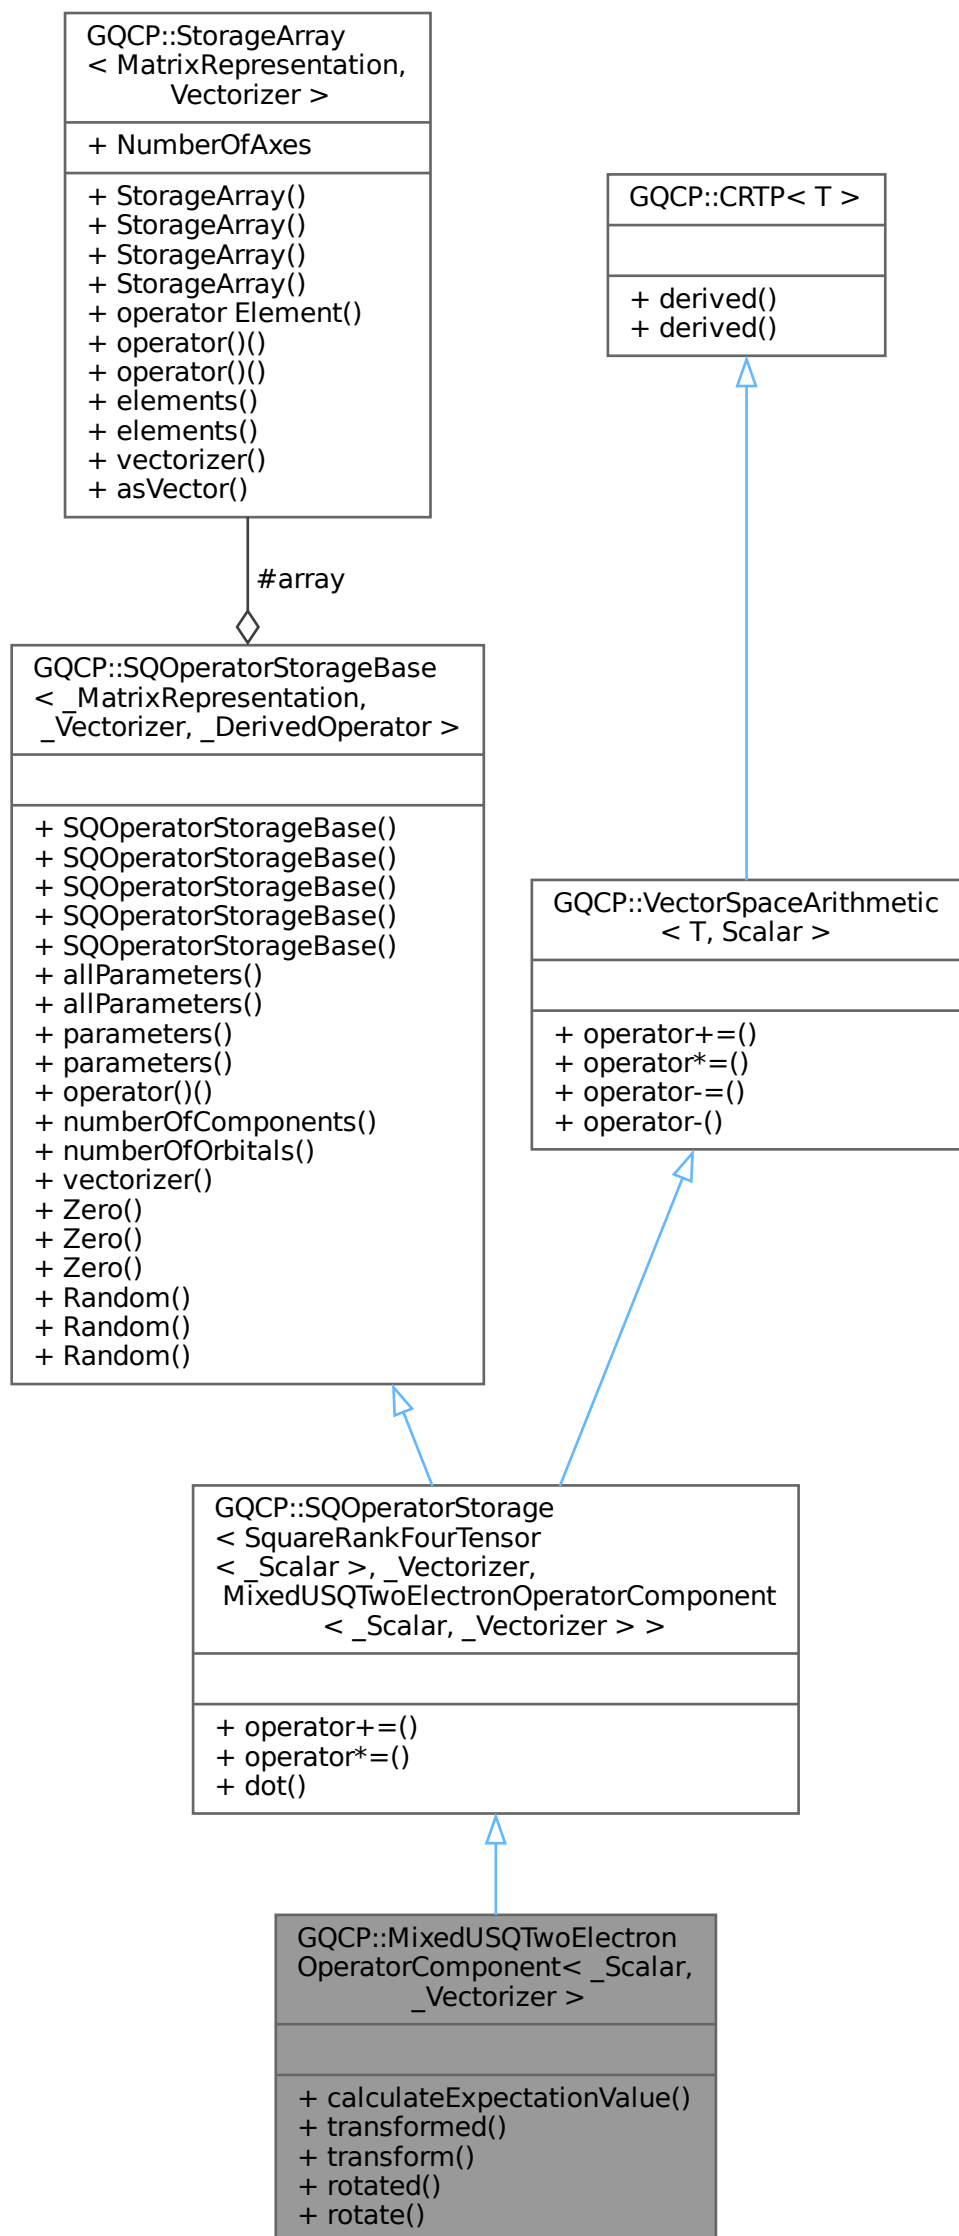 GQCP::StorageArray
< MatrixRepresentation,
Vectorizer >
+ NumberOfAxes
+ StorageArray()
+ StorageArray()
+ StorageArray()
+ StorageArray()
+ operator Element()
+ operator()()
+ operator()()
+ elements()
+ elements()
+ vectorizer()
+ asVector()
GQCP::CRTP< T >
+ derived()
+ derived()
#array
GQCP::SQOperatorStorageBase
< _MatrixRepresentation,
_Vectorizer, _DerivedOperator >
+ SQOperatorStorageBase()
+ SQOperatorStorageBase()
+ SQOperatorStorageBase()
+ SQOperatorStorageBase()
+ SQOperatorStorageBase()
+ allParameters()
+ allParameters()
+ parameters()
+ parameters()
+ operator()()
+ numberOfComponents()
+ numberOfOrbitals()
+ vectorizer()
+ Zero()
+ Zero()
+ Zero()
+ Random()
+ Random()
+ Random()
GQCP::VectorSpaceArithmetic
< T, Scalar >
+ operator+=()
+ operator*=()
+ operator-=()
+ operator-()
GQCP::SQOperatorStorage
< SquareRankFourTensor
< _Scalar >, _Vectorizer,
MixedUSQTwoElectronOperatorComponent
< _Scalar, _Vectorizer > >
+ operator+=()
+ operator*=()
+ dot()
GQCP::MixedUSQTwoElectron
OperatorComponent< _Scalar,
_Vectorizer >
+ calculateExpectationValue()
+ transformed()
+ transform()
+ rotated()
+ rotate()